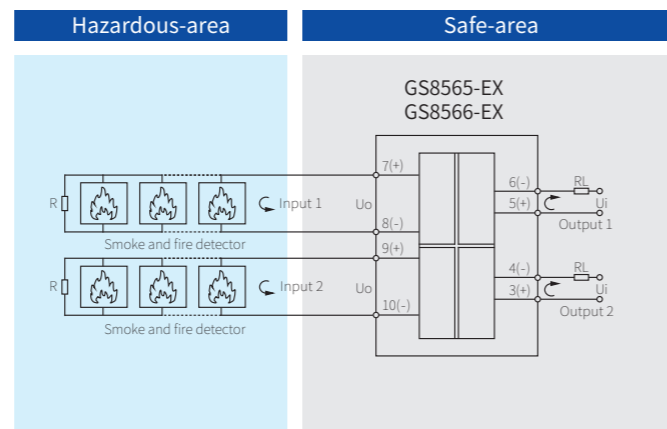 Hazardous-area
Safe-area
GS8565-EX
GS8566-EX
7(+)
6(-)
RL
R
Input 1
Uo
5(+)
Ui
8(-)
Output 1
Smoke and fire detector
9(+)
4(-)
RL
R
Input 2
Uo
3(+)
Ui
10(-)
Output 2
Smoke and fire detector